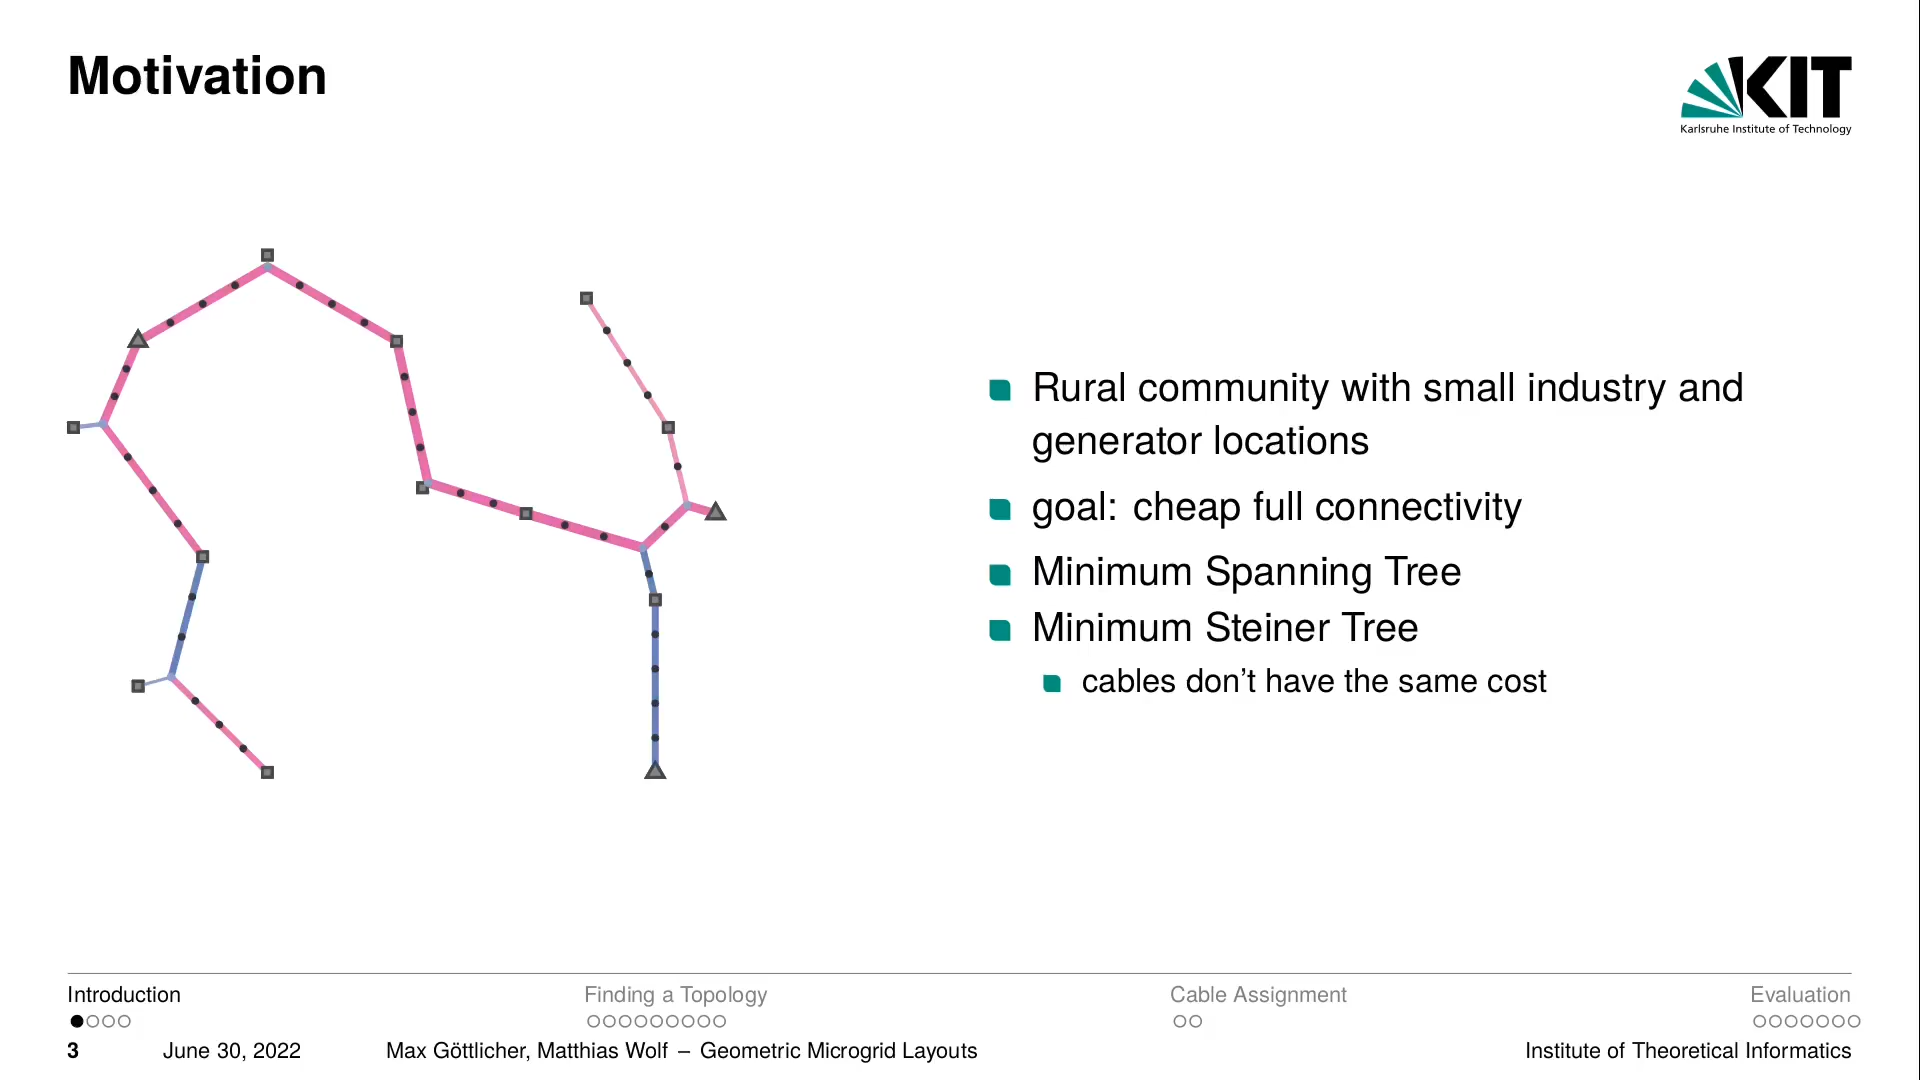 Motivation
KIT
Karlsruhe Institute of Technology
Rural community with small industry and
generator locations
goal: cheap full connectivity
Minimum Spanning Tree
Minimum Steiner Tree
cables don't have the same cost
Introduction Finding a Topology Cable Assignment Evaluation
3 June 30, 2022 Max Göttlicher, Matthias Wolf – Geometric Microgrid Layouts Institute of Theoretical Informatics